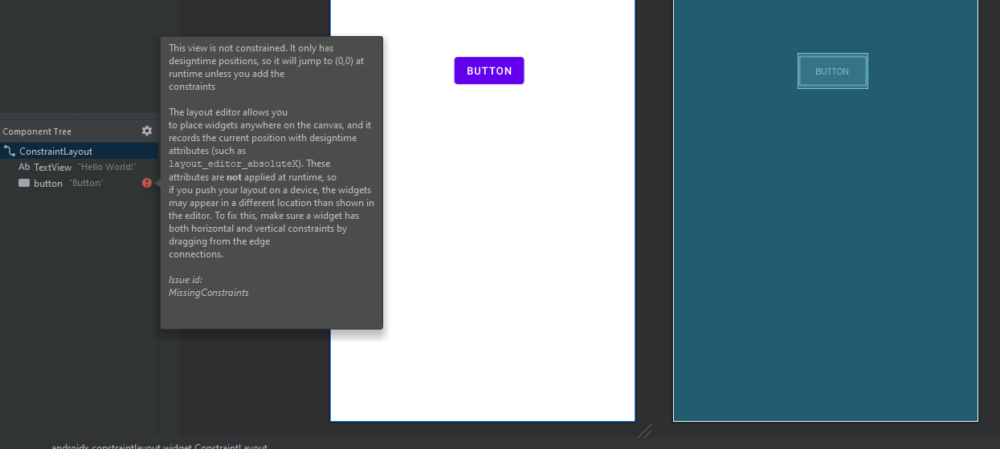 This view is not constrained. It only has
designtime positions, so it will jump to (0,0) at
runtime unless you add the
constraints
The layout editor allows you
to place widgets anywhere on the canvas, and it
records the current position with designtime
attributes (such as
layout_editor_absoluteX). These
attributes are not applied at runtime, so
if you push your layout on a device, the widgets
may appear in a different location than shown in
the editor. To fix this, make sure a widget has
both horizontal and vertical constraints by
dragging from the edge
connections.
Issue id:
MissingConstraints
BUTTON
BUTTON
Component Tree
ConstraintLayout
Ab TextView "Hello World!"
button "Button"
androidx.constraintlayout.widget.ConstraintLayout